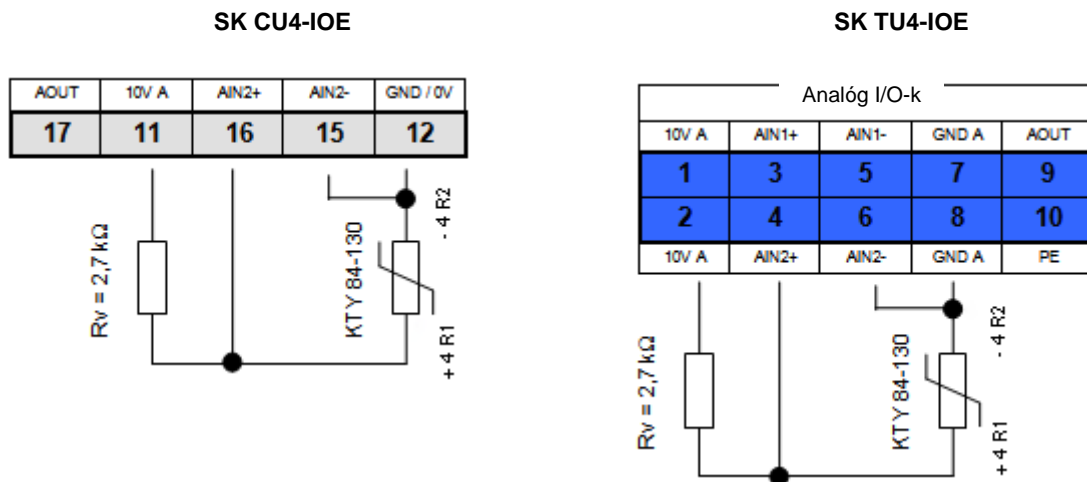 SK CU4-IOE
AOUT 10V A AIN2+ AIN2- GND / 0V
17 11 16 15 12
Rv = 2,7 kΩ
KTY 84-130
- 4 R2
+ 4 R1
SK TU4-IOE
Analóg I/O-k
10V A AIN1+ AIN1- GND A AOUT
1 3 5 7 9
2 4 6 8 10
10V A AIN2+ AIN2- GND A PE
Rv = 2,7 kΩ
KTY 84-130
- 4 R2
+ 4 R1